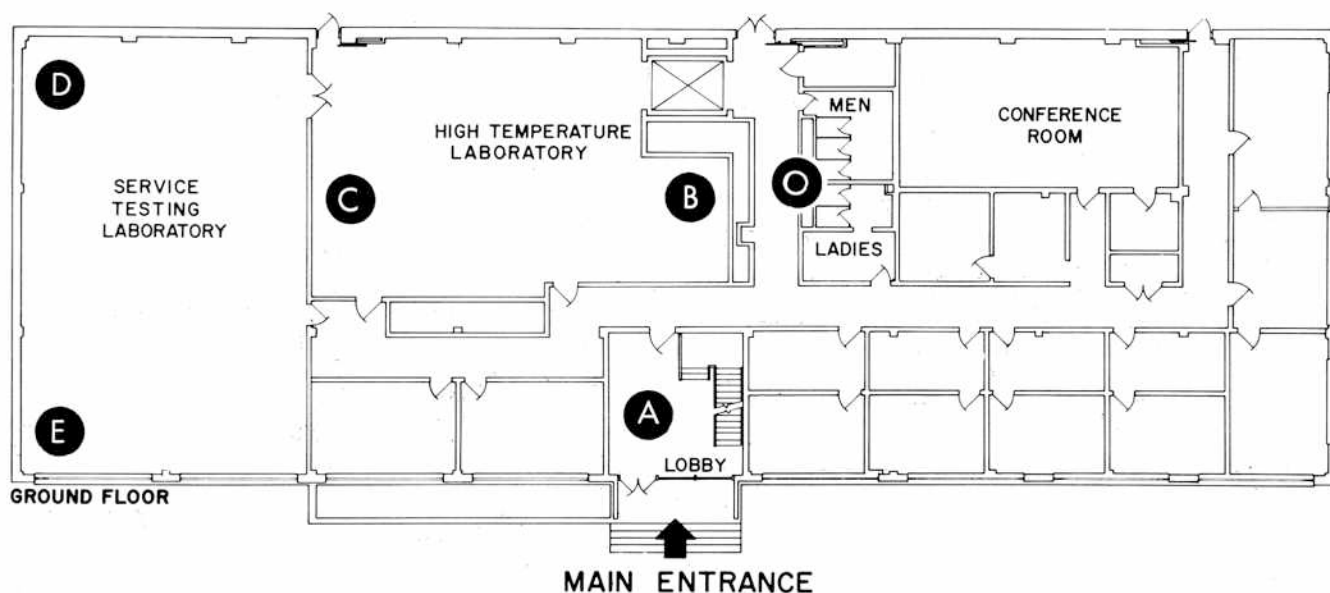 D
MEN
CONFERENCE
ROOM
HIGH TEMPERATURE
LABORATORY
SERVICE
TESTING
LABORATORY
C
B
O
LADIES
A
E
LOBBY
GROUND FLOOR
MAIN ENTRANCE